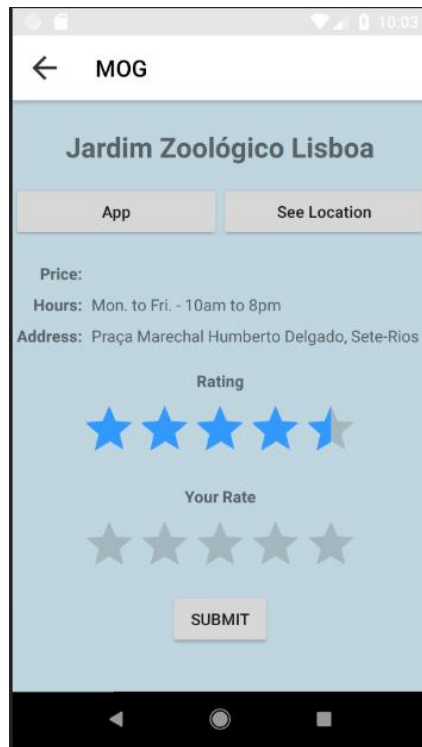 10:03
MOG
Jardim Zoológico Lisboa
App See Location
Price:
Hours: Mon. to Fri. - 10am to 8pm
Address: Praça Marechal Humberto Delgado, Sete-Rios
Rating
Your Rate
SUBMIT